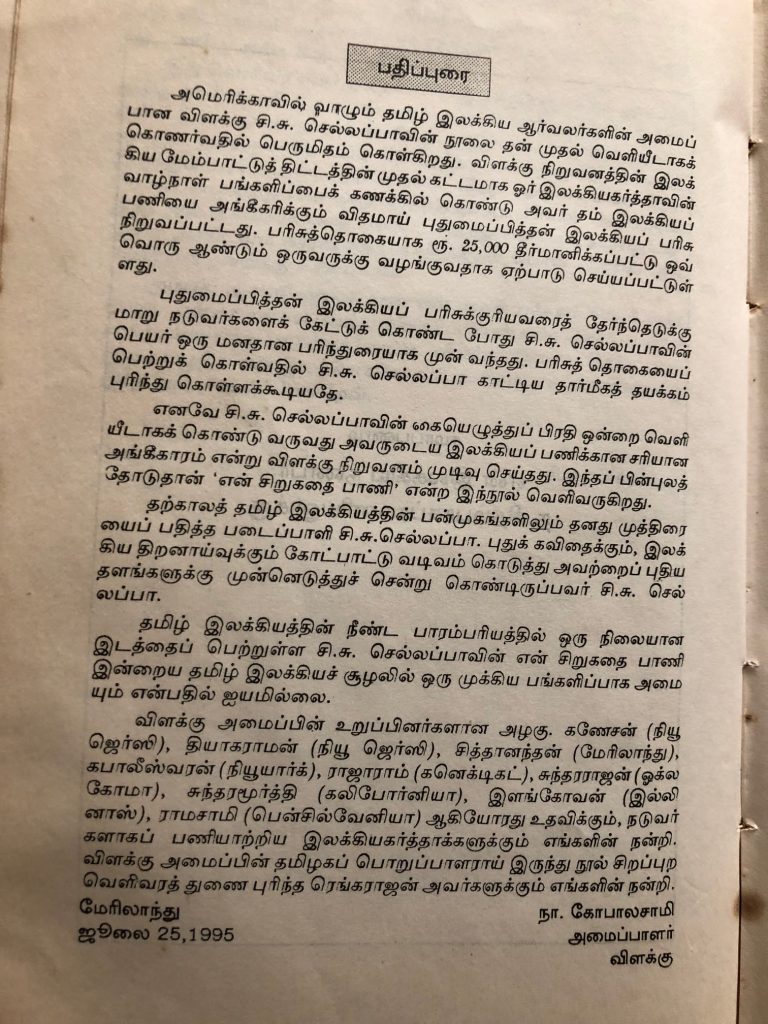 பதிப்புரை
அமெரிக்காவில் வாழும் தமிழ் இலக்கிய ஆர்வலர்களின் அமைப்
பான விளக்கு சி.சு. செல்லப்பாவின் நூலை தன் முதல் வெளியீடாகக்
கொணர்வதில் பெருமிதம் கொள்கிறது. விளக்கு நிறுவனத்தின் இலக்
கிய மேம்பாட்டுத் திட்டத்தின் முதல் கட்டமாக ஓர் இலக்கியகர்த்தாவின்
வாழ்நாள் பங்களிப்பைக் கணக்கில் கொண்டு அவர் தம் இலக்கியப்
பணியை அங்கீகரிக்கும் விதமாய் புதுமைப்பித்தன் இலக்கியப் பரிசு
நிறுவப்பட்டது. பரிசுத்தொகையாக ரூ. 25,000 தீர்மானிக்கப்பட்டு ஒவ்
வொரு ஆண்டும் ஒருவருக்கு வழங்குவதாக ஏற்பாடு செய்யப்பட்டுள்
ளது.
புதுமைப்பித்தன் இலக்கியப் பரிசுக்குரியவரைத் தேர்ந்தெடுக்கு
மாறு நடுவர்களைக் கேட்டுக் கொண்ட போது சி.சு. செல்லப்பாவின்
பெயர் ஒரு மனதான பரிந்துரையாக முன் வந்தது. பரிசுத் தொகையைப்
பெற்றுக் கொள்வதில் சி.சு. செல்லப்பா காட்டிய தார்மீகத் தயக்கம்
புரிந்து கொள்ளக்கூடியதே.
எனவே சி.சு. செல்லப்பாவின் கையெழுத்துப் பிரதி ஒன்றை வெளி
யீடாகக் கொண்டு வருவது அவருடைய இலக்கியப் பணிக்கான சரியான
அங்கீகாரம் என்று விளக்கு நிறுவனம் முடிவு செய்தது. இந்தப் பின்புலத்
தோடுதான் ‘என் சிறுகதை பாணி’ என்ற இந்நூல் வெளிவருகிறது.
தற்காலத் தமிழ் இலக்கியத்தின் பன்முகங்களிலும் தனது முத்திரை
யைப் பதித்த படைப்பாளி சி.சு.செல்லப்பா. புதுக் கவிதைக்கும், இலக்
கிய திறனாய்வுக்கும் கோட்பாட்டு வடிவம் கொடுத்து அவற்றைப் புதிய
தளங்களுக்கு முன்னெடுத்துச் சென்று கொண்டிருப்பவர் சி.சு. செல்
லப்பா.
தமிழ் இலக்கியத்தின் நீண்ட பாரம்பரியத்தில் ஒரு நிலையான
இடத்தைப் பெற்றுள்ள சி.சு. செல்லப்பாவின் என் சிறுகதை பாணி
இன்றைய தமிழ் இலக்கியச் சூழலில் ஒரு முக்கிய பங்களிப்பாக அமை
யும் என்பதில் ஐயமில்லை.
விளக்கு அமைப்பின் உறுப்பினர்களான அழகு. கணேசன் (நியூ
ஜெர்ஸி), தியாகராமன் (நியூ ஜெர்ஸி), சித்தானந்தன் (மேரிலாந்து),
கபாலீஸ்வரன் (நியூயார்க்), ராஜாராம் (கனெக்டிகட்), சுந்தரராஜன் (ஓக்ல
கோமா), சுந்தரமூர்த்தி (கலிபோர்னியா), இளங்கோவன் (இல்லி
னாஸ்), ராமசாமி (பென்சில்வேனியா) ஆகியோரது உதவிக்கும், நடுவர்
களாகப் பணியாற்றிய இலக்கியகர்த்தாக்களுக்கும் எங்களின் நன்றி.
விளக்கு அமைப்பின் தமிழகப் பொறுப்பாளராய் இருந்து நூல் சிறப்புற
வெளிவரத் துணை புரிந்த ரெங்கராஜன் அவர்களுக்கும் எங்களின் நன்றி.
மேரிலாந்து நா. கோபாலசாமி
ஜூலை 25,1995 அமைப்பாளர்
விளக்கு